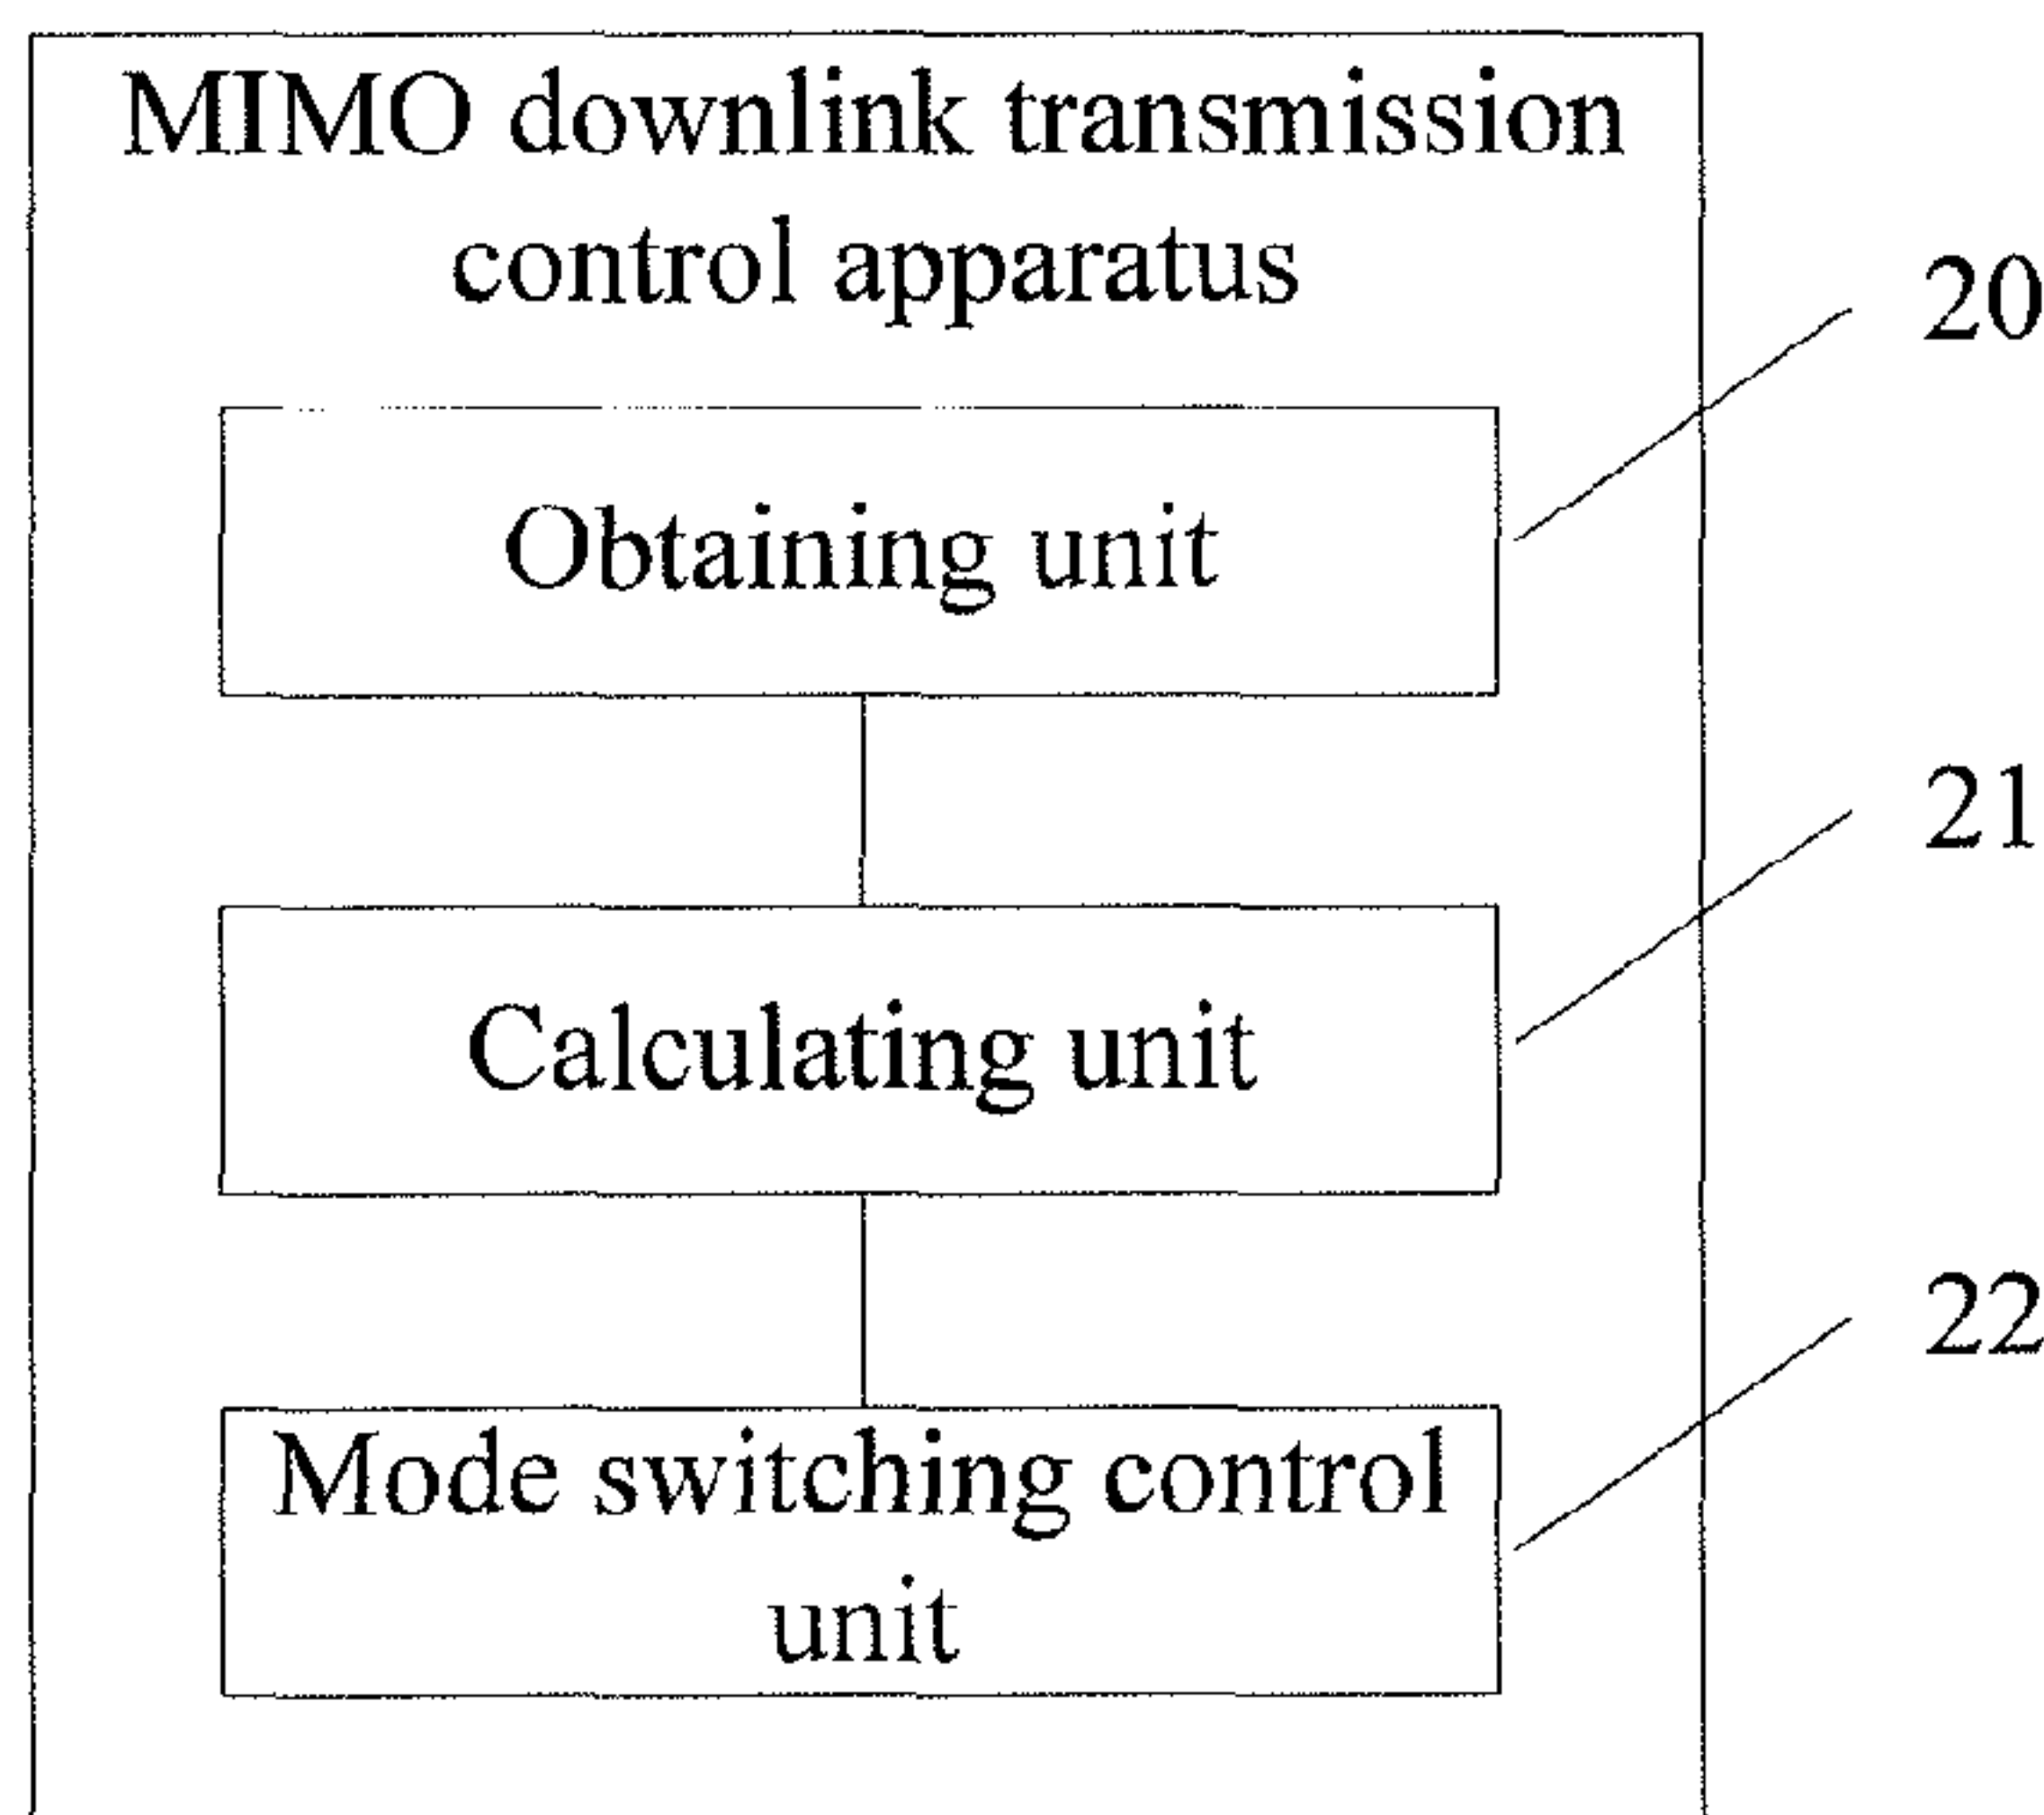 MIMO downlink transmission
control apparatus
20
Obtaining unit
21
Calculating unit
22
Mode switching control
unit